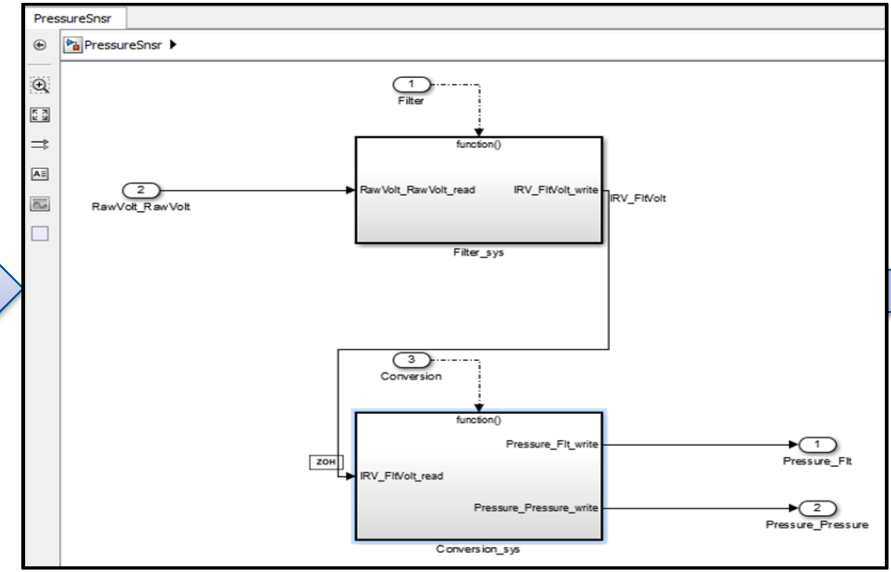 PressureSnsr
PressureSnsr
1
Filter
function()
RawVolt_RawVolt_read
IRV_FltVolt_write
2
RawVolt_RawVolt
IRV_FltVolt
Filter_sys
3
Conversion
function()
Pressure_Flt_write
1
Pressure_Flt
ZOH
IRV_FltVolt_read
Pressure_Pressure_write
2
Pressure_Pressure
Conversion_sys